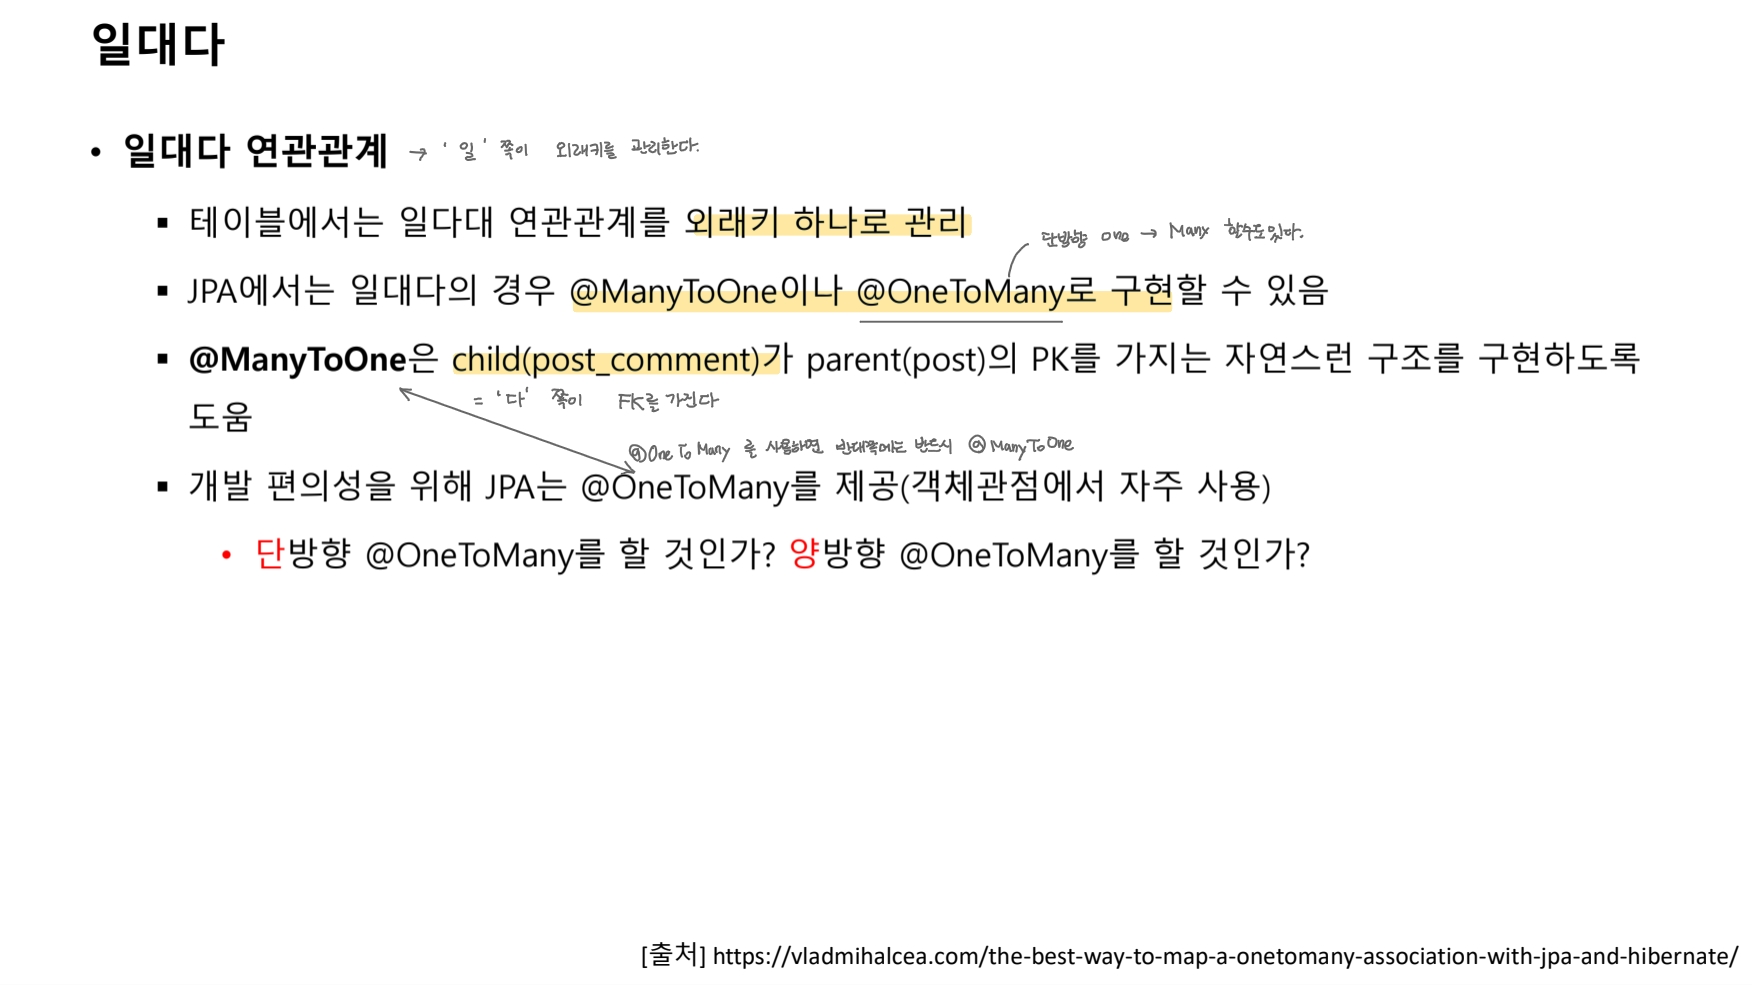 일대다
• 일대다 연관관계 → '일' 쪽이 외래키를 관리한다.
▪ 테이블에서는 일다대 연관관계를 외래키 하나로 관리
단방향 One → Many 할수도있다.
▪ JPA에서는 일대다의 경우 @ManyToOne이나 @OneToMany로 구현할 수 있음
▪ @ManyToOne은 child(post_comment)가 parent(post)의 PK를 가지는 자연스런 구조를 구현하도록
= '다' 쪽이 FK를 가진다
도움
@One To Many 를 사용하면 반대쪽에는 반드시 @ManyToOne
▪ 개발 편의성을 위해 JPA는 @OneToMany를 제공(객체관점에서 자주 사용)
• 단방향 @OneToMany를 할 것인가? 양방향 @OneToMany를 할 것인가?
[출처] https://vladmihalcea.com/the-best-way-to-map-a-onetomany-association-with-jpa-and-hibernate/